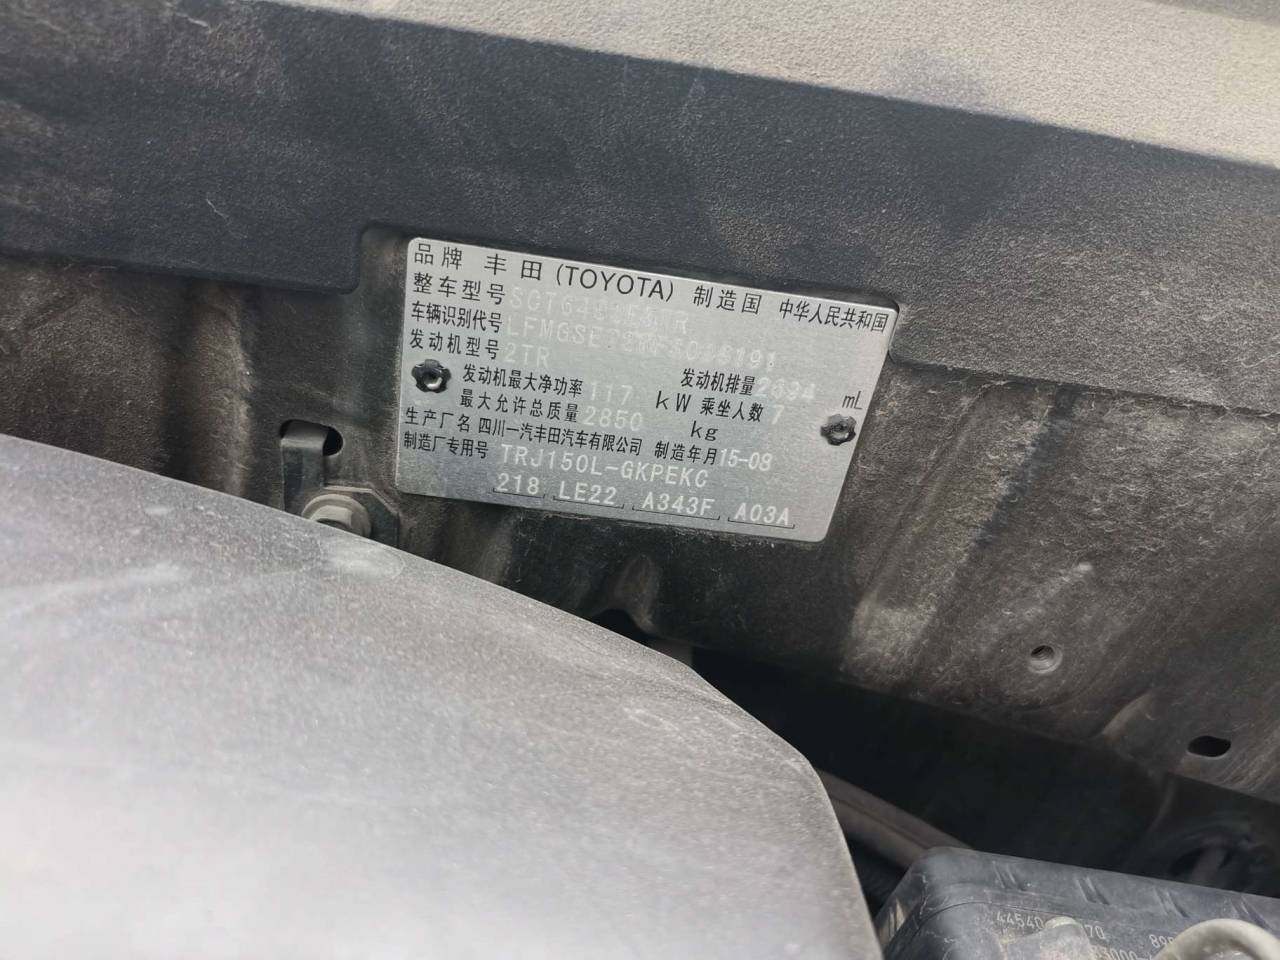 品牌 丰田(TOYOTA) 制造国 中华人民共和国
整车型号
车辆识别代号
发动机型号 2TR 发动机排量 2694 mL
发动机最大净功率 117 kW 乘坐人数 7
最大允许总质量 2850 kg
生产厂名 四川一汽丰田汽车有限公司 制造年月 15-08
制造厂专用号 TRJ150L-GKPEKC
218 LE22 A343F A03A
44540